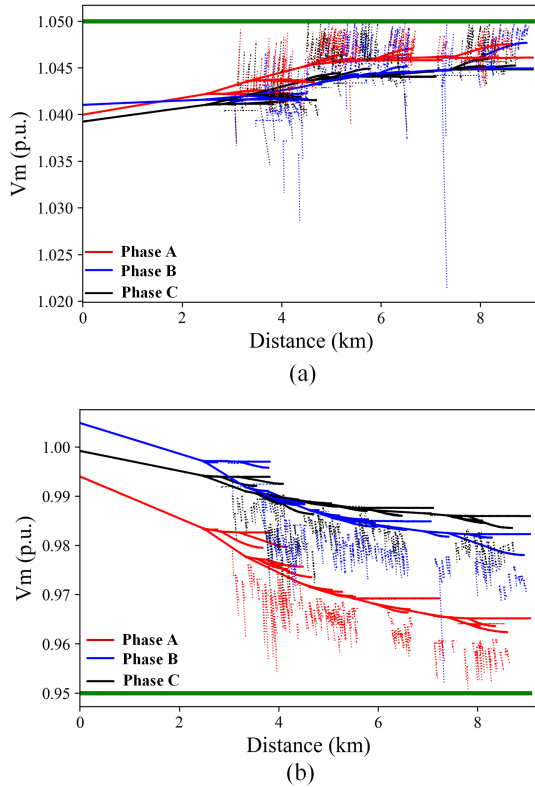 1.050
1.045
1.040
1.035
1.030
1.025
1.020
Vm (p.u.)
Phase A
Phase B
Phase C
0 2 4 6 8
Distance (km)
(a)
1.00
0.99
0.98
0.97
0.96
0.95
Vm (p.u.)
Phase A
Phase B
Phase C
0 2 4 6 8
Distance (km)
(b)